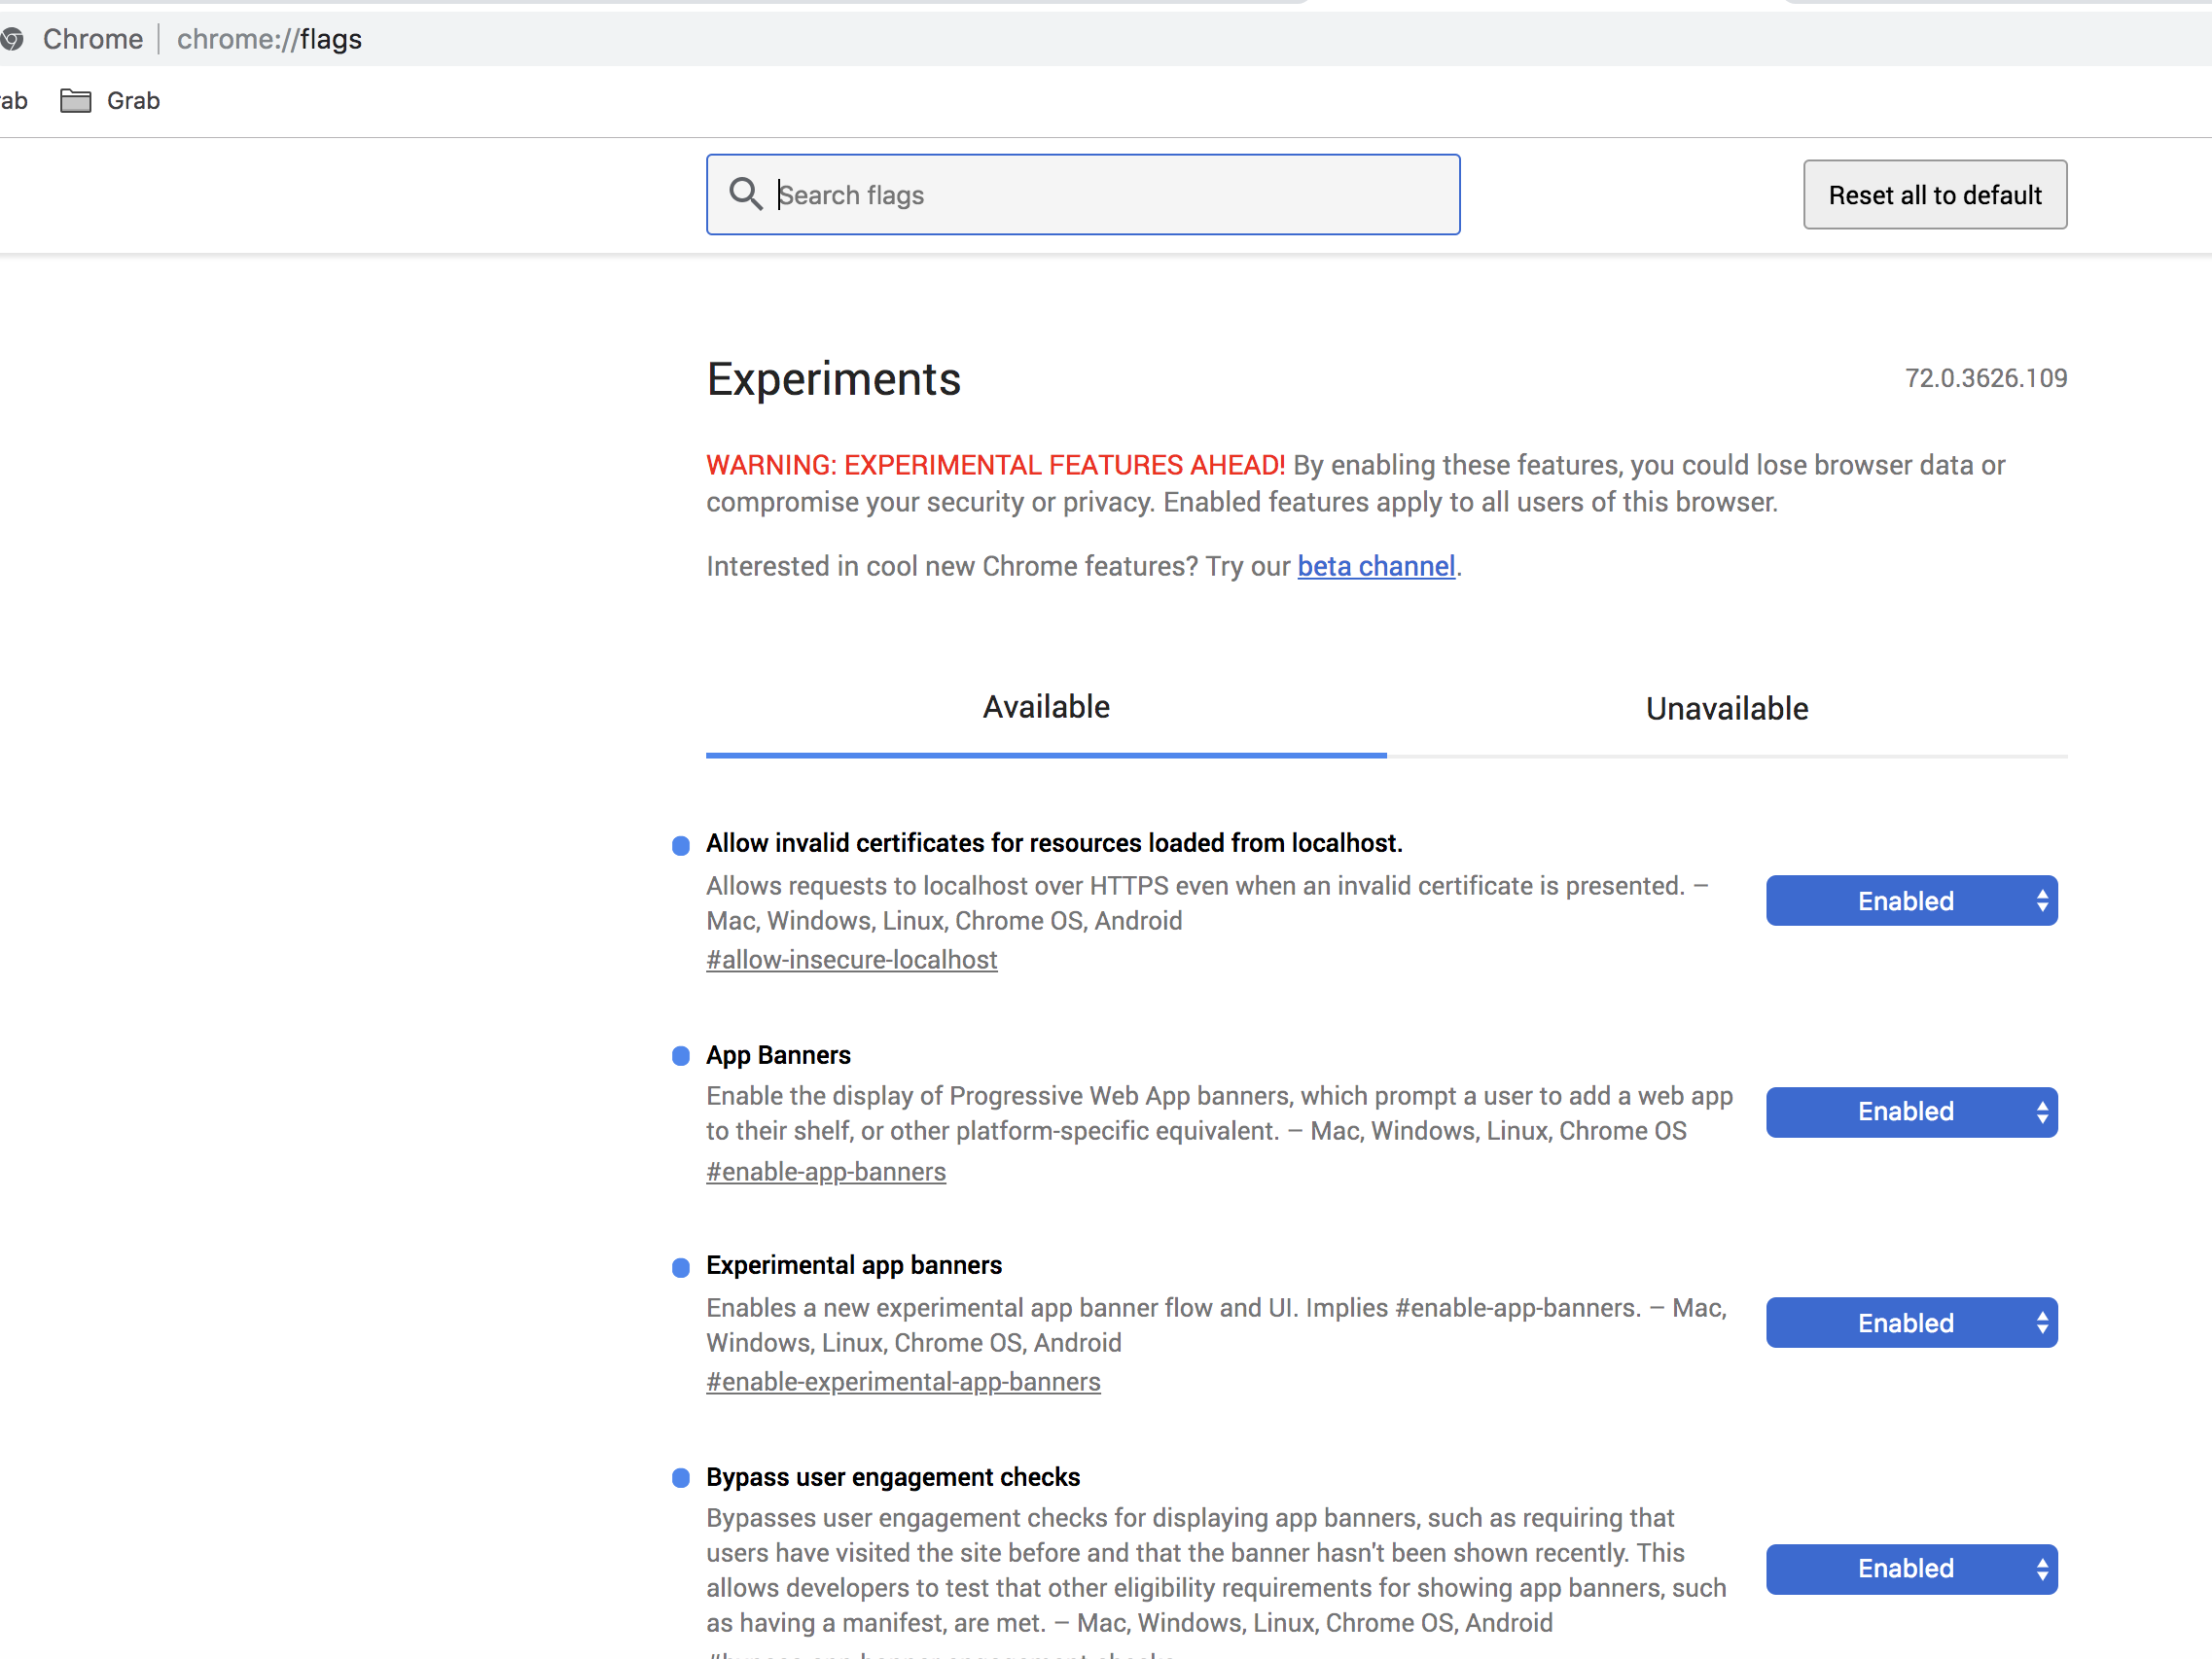 Chrome chrome://flags
ab Grab
Search flags
Reset all to default
Experiments
72.0.3626.109
WARNING: EXPERIMENTAL FEATURES AHEAD! By enabling these features, you could lose browser data or
compromise your security or privacy. Enabled features apply to all users of this browser.
Interested in cool new Chrome features? Try our beta channel.
Available
Unavailable
Allow invalid certificates for resources loaded from localhost.
Allows requests to localhost over HTTPS even when an invalid certificate is presented. –
Mac, Windows, Linux, Chrome OS, Android
#allow-insecure-localhost
Enabled
App Banners
Enable the display of Progressive Web App banners, which prompt a user to add a web app
to their shelf, or other platform-specific equivalent. – Mac, Windows, Linux, Chrome OS
#enable-app-banners
Enabled
Experimental app banners
Enables a new experimental app banner flow and UI. Implies #enable-app-banners. – Mac,
Windows, Linux, Chrome OS, Android
#enable-experimental-app-banners
Enabled
Bypass user engagement checks
Bypasses user engagement checks for displaying app banners, such as requiring that
users have visited the site before and that the banner hasn't been shown recently. This
allows developers to test that other eligibility requirements for showing app banners, such
as having a manifest, are met. – Mac, Windows, Linux, Chrome OS, Android
Enabled